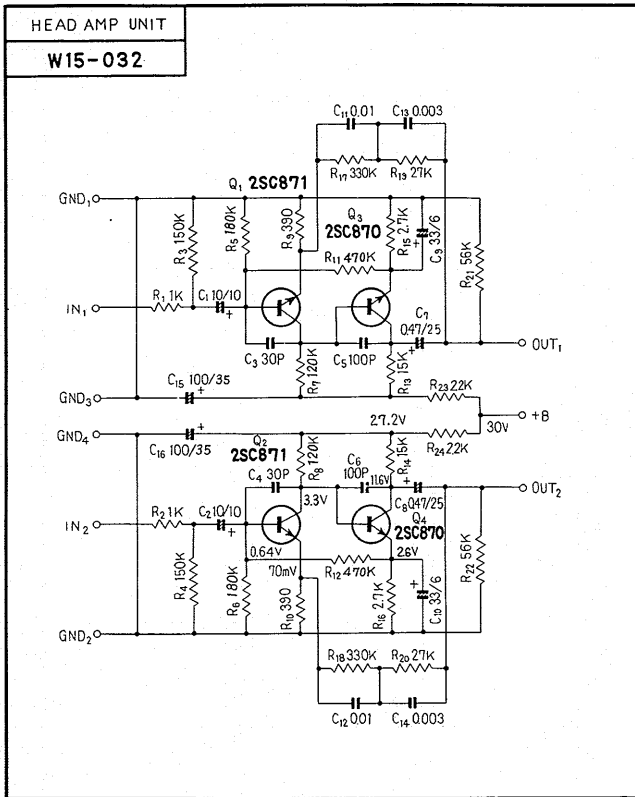 HEAD AMP UNIT
W15-032
C11 0.01
C13 0.003
R17 330K
R19 27K
Q1 2SC871
GND1
R3 150K
R5 180K
R9 390
Q3
2SC870
R15 2.7K
C9 33/6
+
R11 470K
R21 56K
IN1
R1 1K
C1 10/10
+
C7
0.47/25
+
C3 30P
C5 100P
OUT1
R7 120K
R13 15K
C15 100/35
+
R23 2.2K
GND3
+B
30V
GND4
27.2V
R24 2.2K
C16 100/35
+
Q2
2SC871
R8 120K
C6
100P
R14 15K
C4 30P
11.6V
3.3V
+
C8 0.47/25
OUT2
Q4
2SC870
IN2
R2 1K
C2 10/10
+
0.64V
2.6V
70mV
R12 470K
R4 150K
R6 180K
R10 390
R16 2.7K
+
C10 33/6
R22 56K
GND2
R18 330K
R20 27K
C12 0.01
C14 0.003